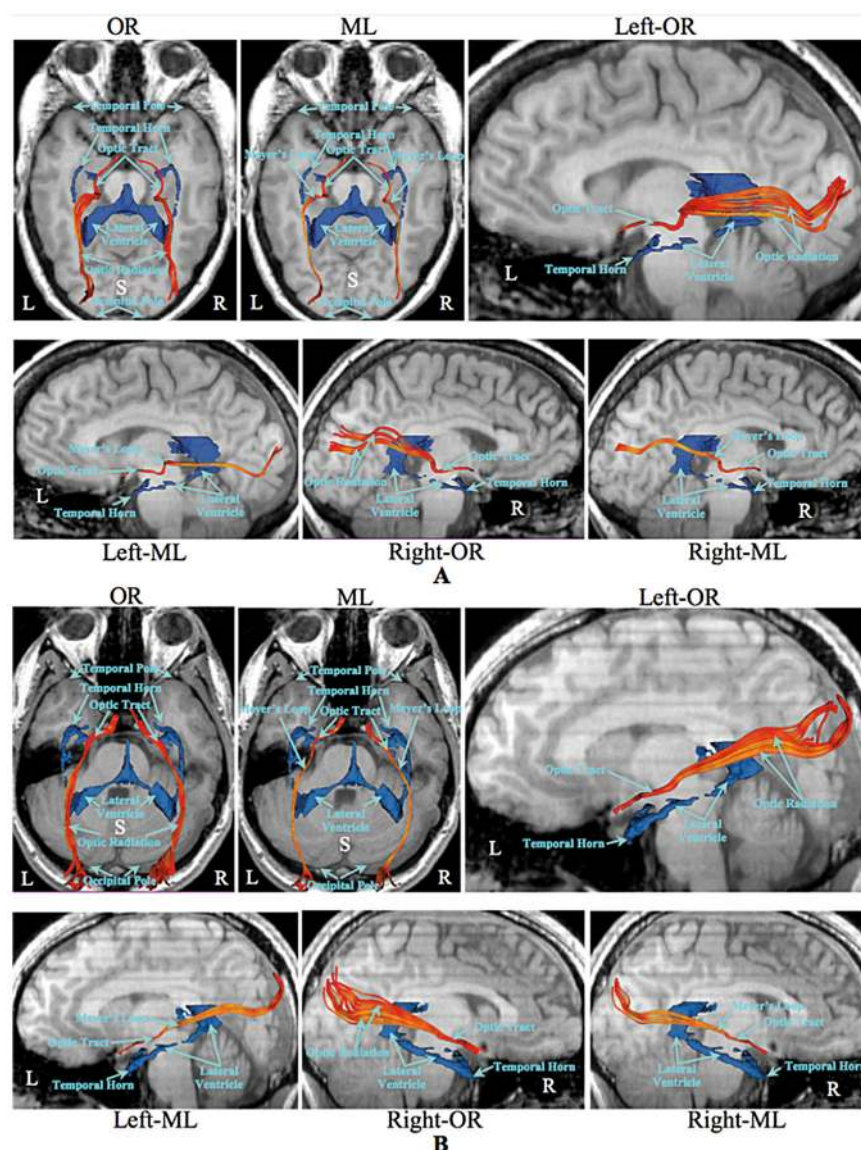 OR
ML
Left-OR
Temporal Pole
Temporal Horn
Optic Tract
Lateral
Ventricle
Optic Radiation
S
L
R
Occipital Pole
Temporal Pole
Temporal Horn
Optic Tract
Meyer's Loop
Meyer's Loop
Lateral
Ventricle
S
L
R
Occipital Pole
Optic Tract
L
Temporal Horn
Lateral
Ventricle
Optic Radiation
Meyer's Loop
Optic Tract
L
Temporal Horn
Lateral
Ventricle
Optic Tract
Optic Radiation
Temporal Horn
Lateral
Ventricle
R
Meyer's Loop
Optic Tract
Temporal Horn
Lateral
Ventricle
R
Left-ML
Right-OR
Right-ML
A
OR
ML
Left-OR
Temporal Pole
Temporal Horn
Optic Tract
Lateral
Ventricle
S
Optic Radiation
L
R
Occipital Pole
Temporal Pole
Temporal Horn
Optic Tract
Meyer's Loop
Meyer's Loop
Lateral
Ventricle
S
L
R
Occipital Pole
Optic Tract
Optic Radiation
L
Lateral
Ventricle
Temporal Horn
Meyer's Loop
Optic Tract
L
Temporal Horn
Lateral
Ventricle
Optic Tract
Optic Radiation
Temporal Horn
Lateral
Ventricle
R
Meyer's Loop
Optic Tract
Temporal Horn
Lateral
Ventricle
R
Left-ML
Right-OR
Right-ML
B